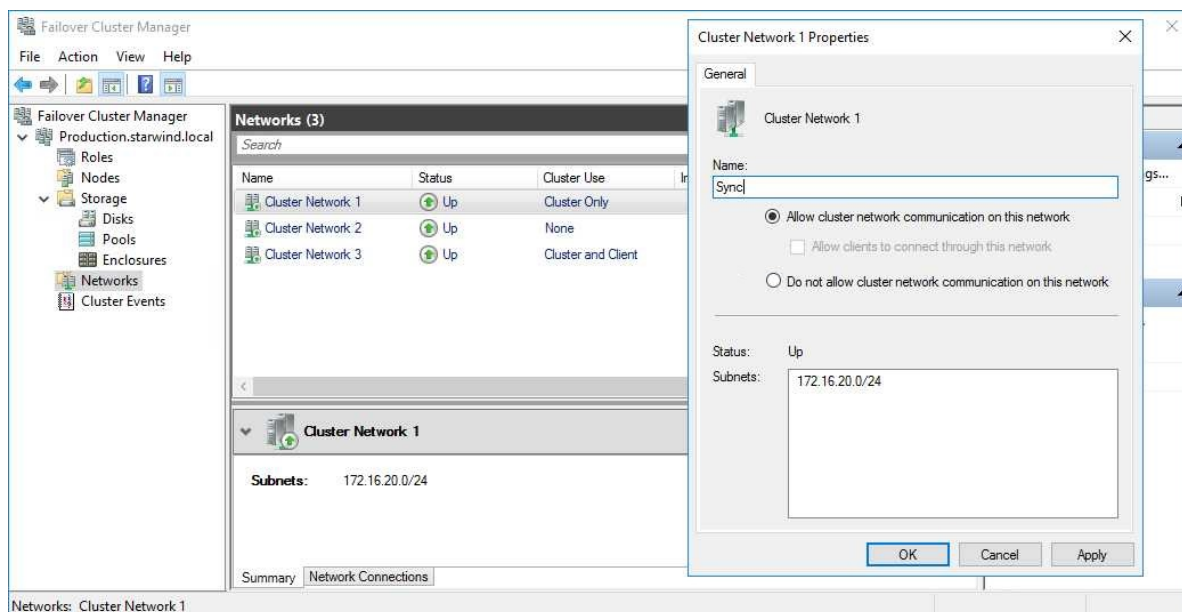 Failover Cluster Manager
File Action View Help
Failover Cluster Manager
Production.starwind.local
Roles
Nodes
Storage
Disks
Pools
Enclosures
Networks
Cluster Events
Networks (3)
Search
Name Status Cluster Use
Cluster Network 1 Up Cluster Only
Cluster Network 2 Up None
Cluster Network 3 Up Cluster and Client
Cluster Network 1
Subnets: 172.16.20.0/24
Summary Network Connections
Networks: Cluster Network 1
Cluster Network 1 Properties
General
Cluster Network 1
Name:
Sync
Allow cluster network communication on this network
Allow clients to connect through this network
Do not allow cluster network communication on this network
Status: Up
Subnets: 172.16.20.0/24
OK Cancel Apply
gs...